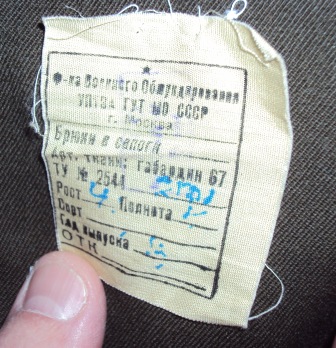 Ф-ка Военного Обмундирования
УПТВА ГУТ МО СССР
г. Москва
Брюки в сапоги
Арт. ткани: габардин 67
ТУ № 2544
Рост 4 Полнота
Сорт
Год выпуска
ОТК